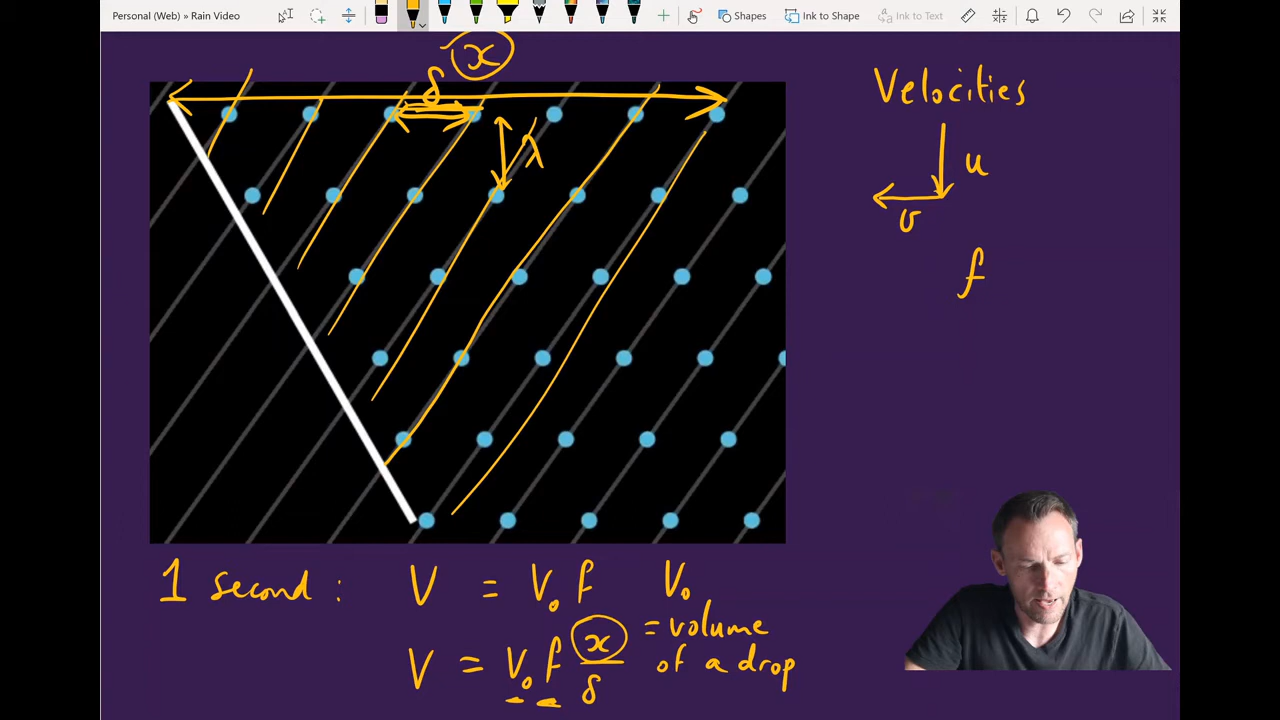 Personal (Web) » Rain Video
Shapes
Ink to Shape
Ink to Text
x
δ
λ
Velocities
u
v
f
1 second : V = V₀ f V₀
= volume
of a drop
V = V₀ f x/δ